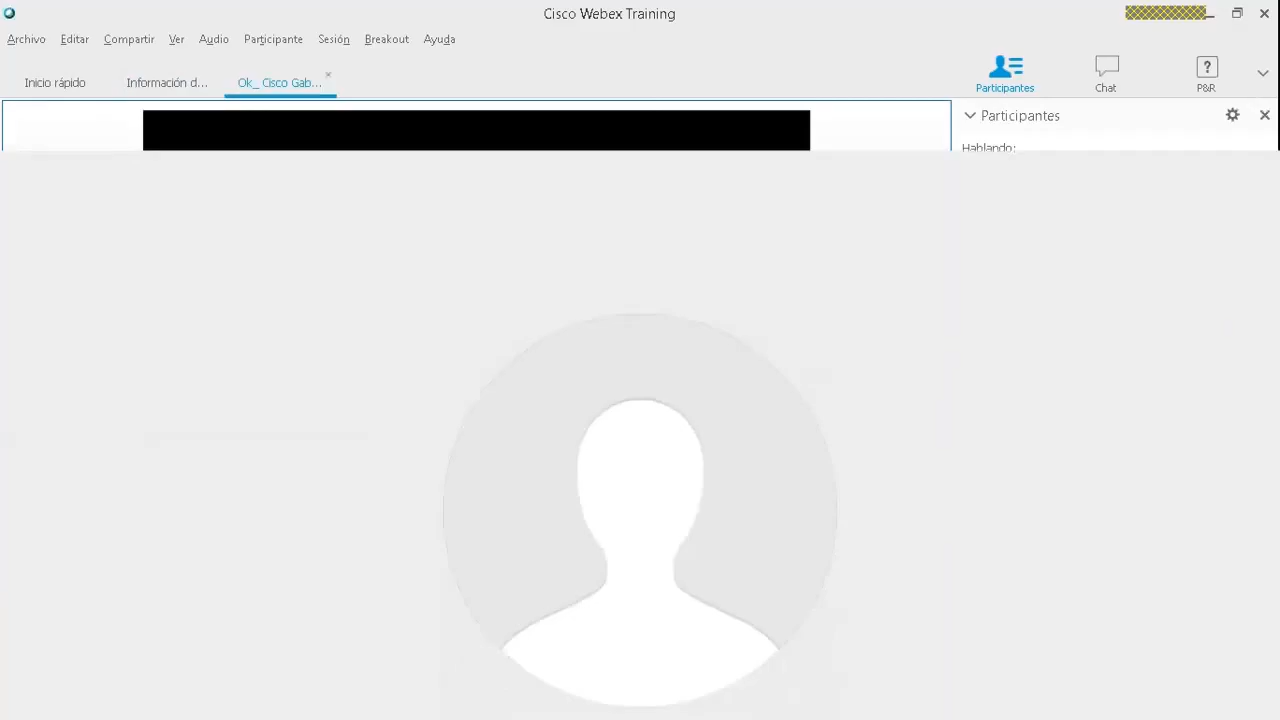 Cisco Webex Training
Archivo Editar Compartir Ver Audio Participante Sesión Breakout Ayuda
Inicio rápido Información d... Ok_ Cisco Gab... Participantes Chat P&R
Participantes
Hablando: